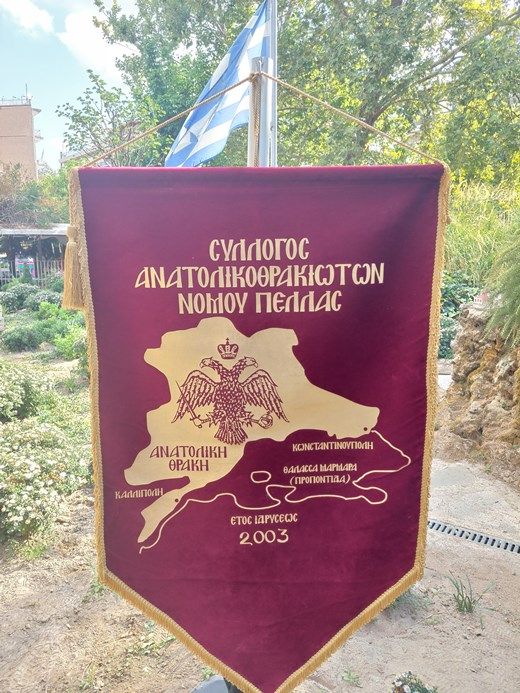 ΣΥΛΛΟΓΟΣ
ΑΝΑΤΟΛΙΚΟΘΡΑΚΙΩΤΩΝ
ΝΟΜΟΥ ΠΕΛΛΑΣ
ΑΝΑΤΟΛΙΚΗ
ΘΡΑΚΗ
ΚΩΝΣΤΑΝΤΙΝΟΥΠΟΛΗ
ΘΑΛΑΣΣΑ ΜΑΡΜΑΡΑ
(ΠΡΟΠΟΝΤΙΔΑ)
ΚΑΛΛΙΠΟΛΗ
ΕΤΟΣ ΙΔΡΥΣΕΩΣ
2003